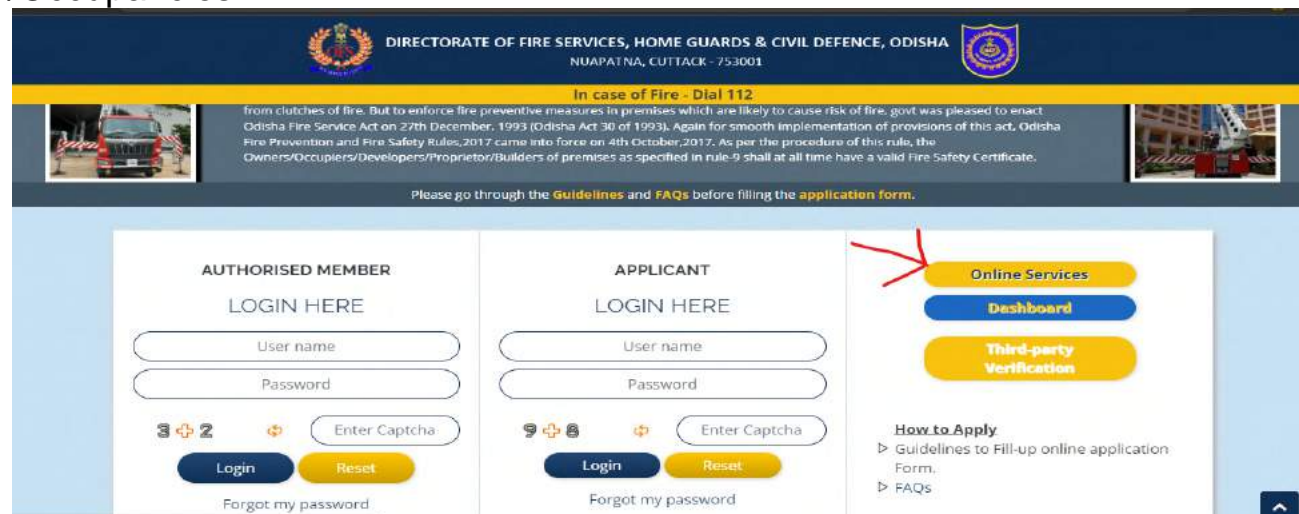 DIRECTORATE OF FIRE SERVICES, HOME GUARDS & CIVIL DEFENCE, ODISHA
NUAPATNA, CUTTACK - 753001
In case of Fire - Dial 112
from clutches of fire. But to enforce fire preventive measures in premises which are likely to cause risk of fire, govt was pleased to enact
Odisha Fire Service Act on 27th December, 1993 (Odisha Act 30 of 1993). Again for smooth implementation of provisions of this act, Odisha
Fire Prevention and Fire Safety Rules,2017 came into force on 4th October,2017. As per the procedure of this rule, the
Owners/Occupiers/Developers/Proprietor/Builders of premises as specified in rule-9 shall at all time have a valid Fire Safety Certificate.
Please go through the Guidelines and FAQs before filling the application form.
AUTHORISED MEMBER
LOGIN HERE
User name
Password
3 + 2
Enter Captcha
Login
Reset
Forgot my password
APPLICANT
LOGIN HERE
User name
Password
9 + 8
Enter Captcha
Login
Reset
Forgot my password
Online Services
Dashboard
Third-party
Verification
How to Apply
Guidelines to Fill-up online application
Form.
FAQs